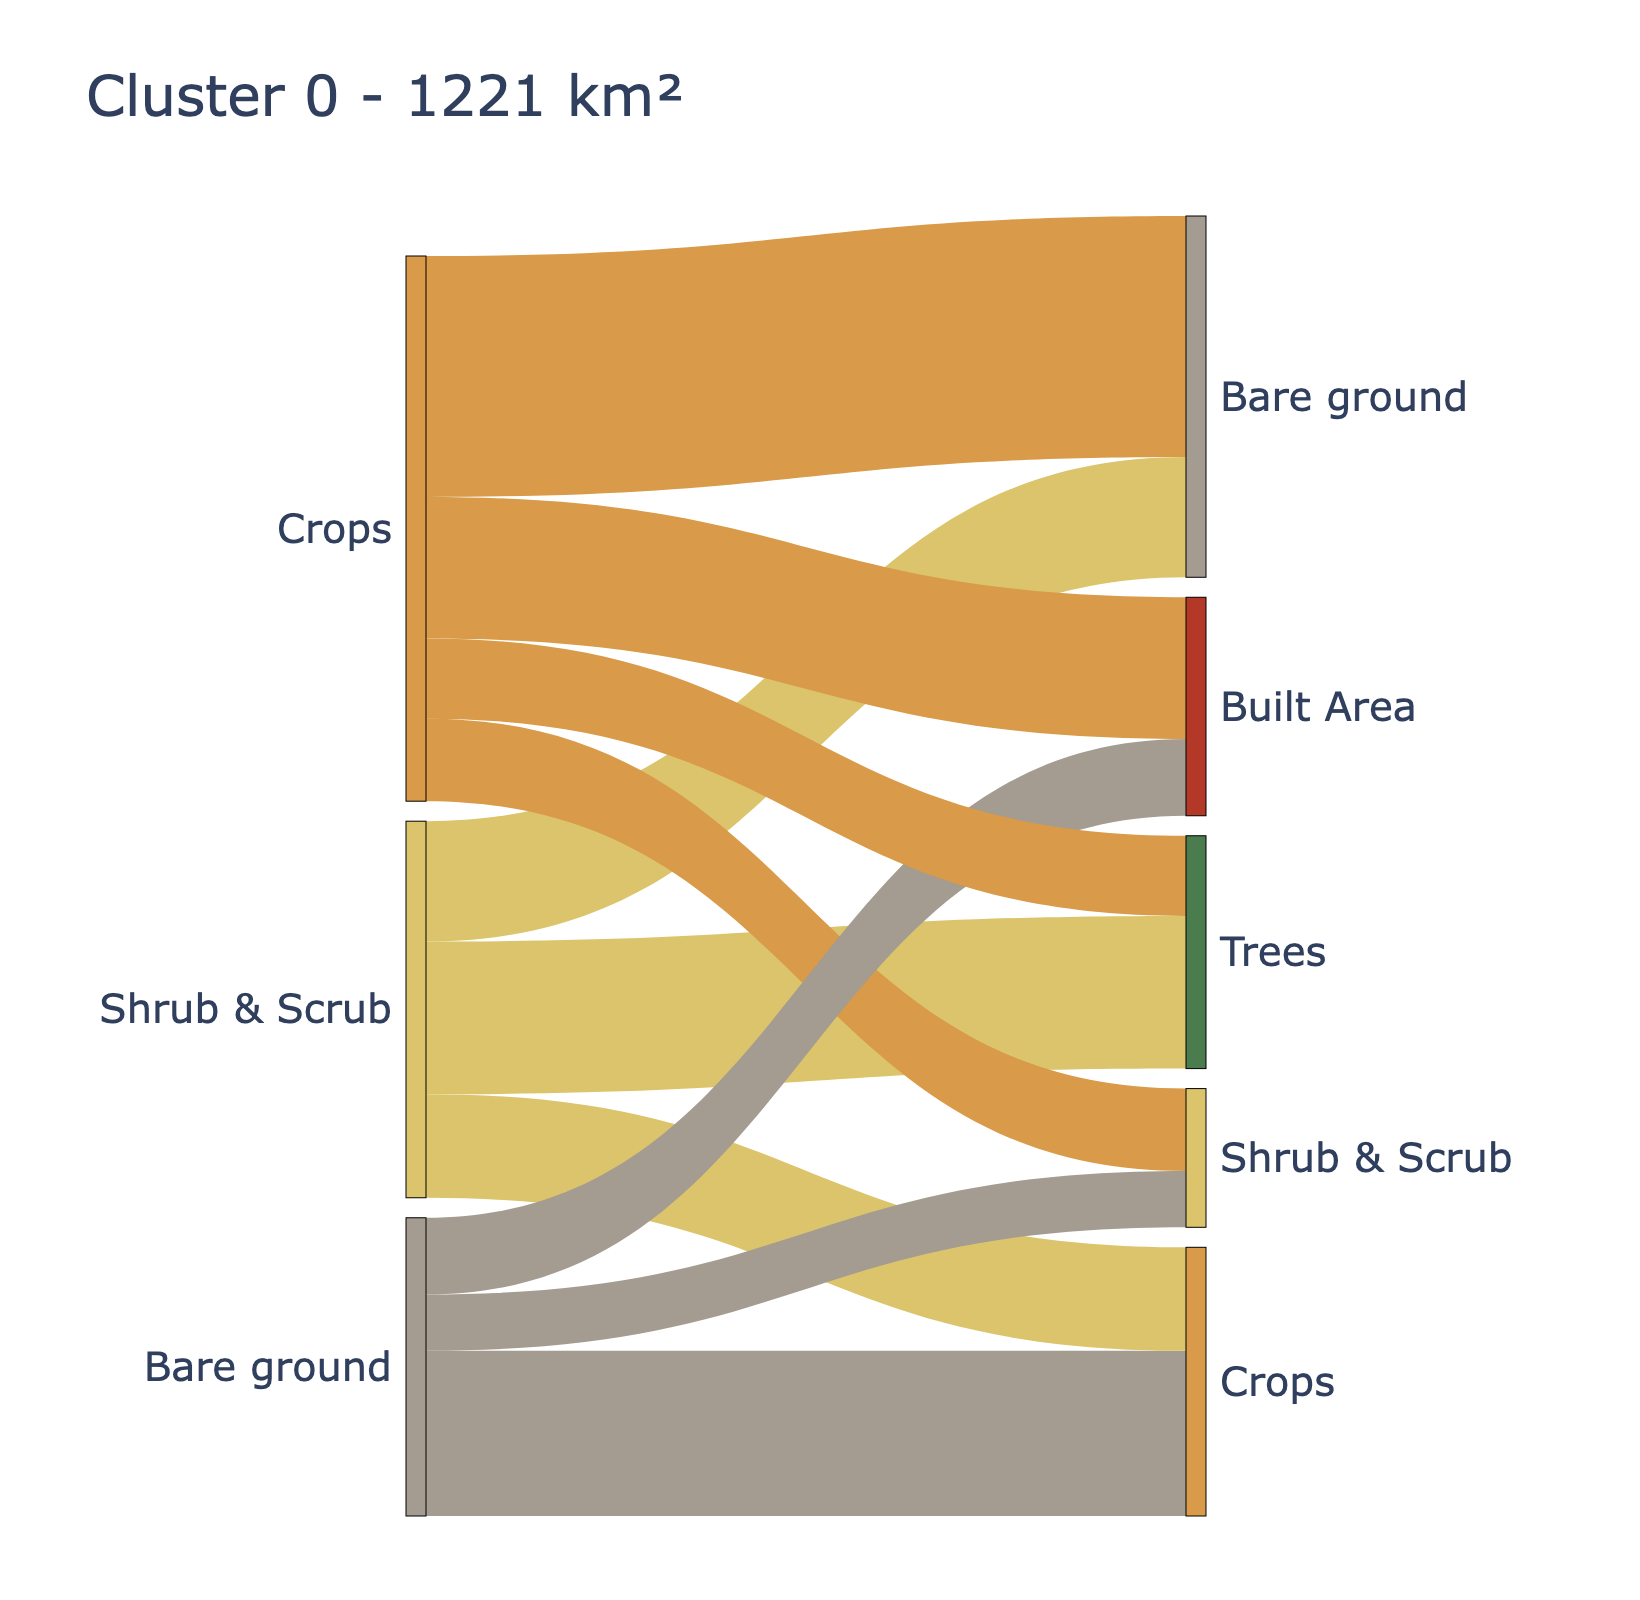 Cluster 0 - 1221 km²
Crops
Shrub & Scrub
Bare ground
Bare ground
Built Area
Trees
Shrub & Scrub
Crops